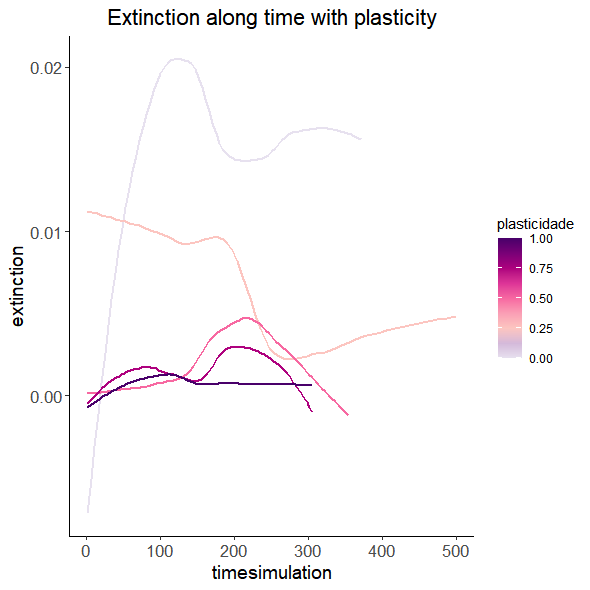 Extinction along time with plasticity
0.02
0.01
0.00
extinction
0 100 200 300 400 500
timesimulation
plasticidade
1.00
0.75
0.50
0.25
0.00